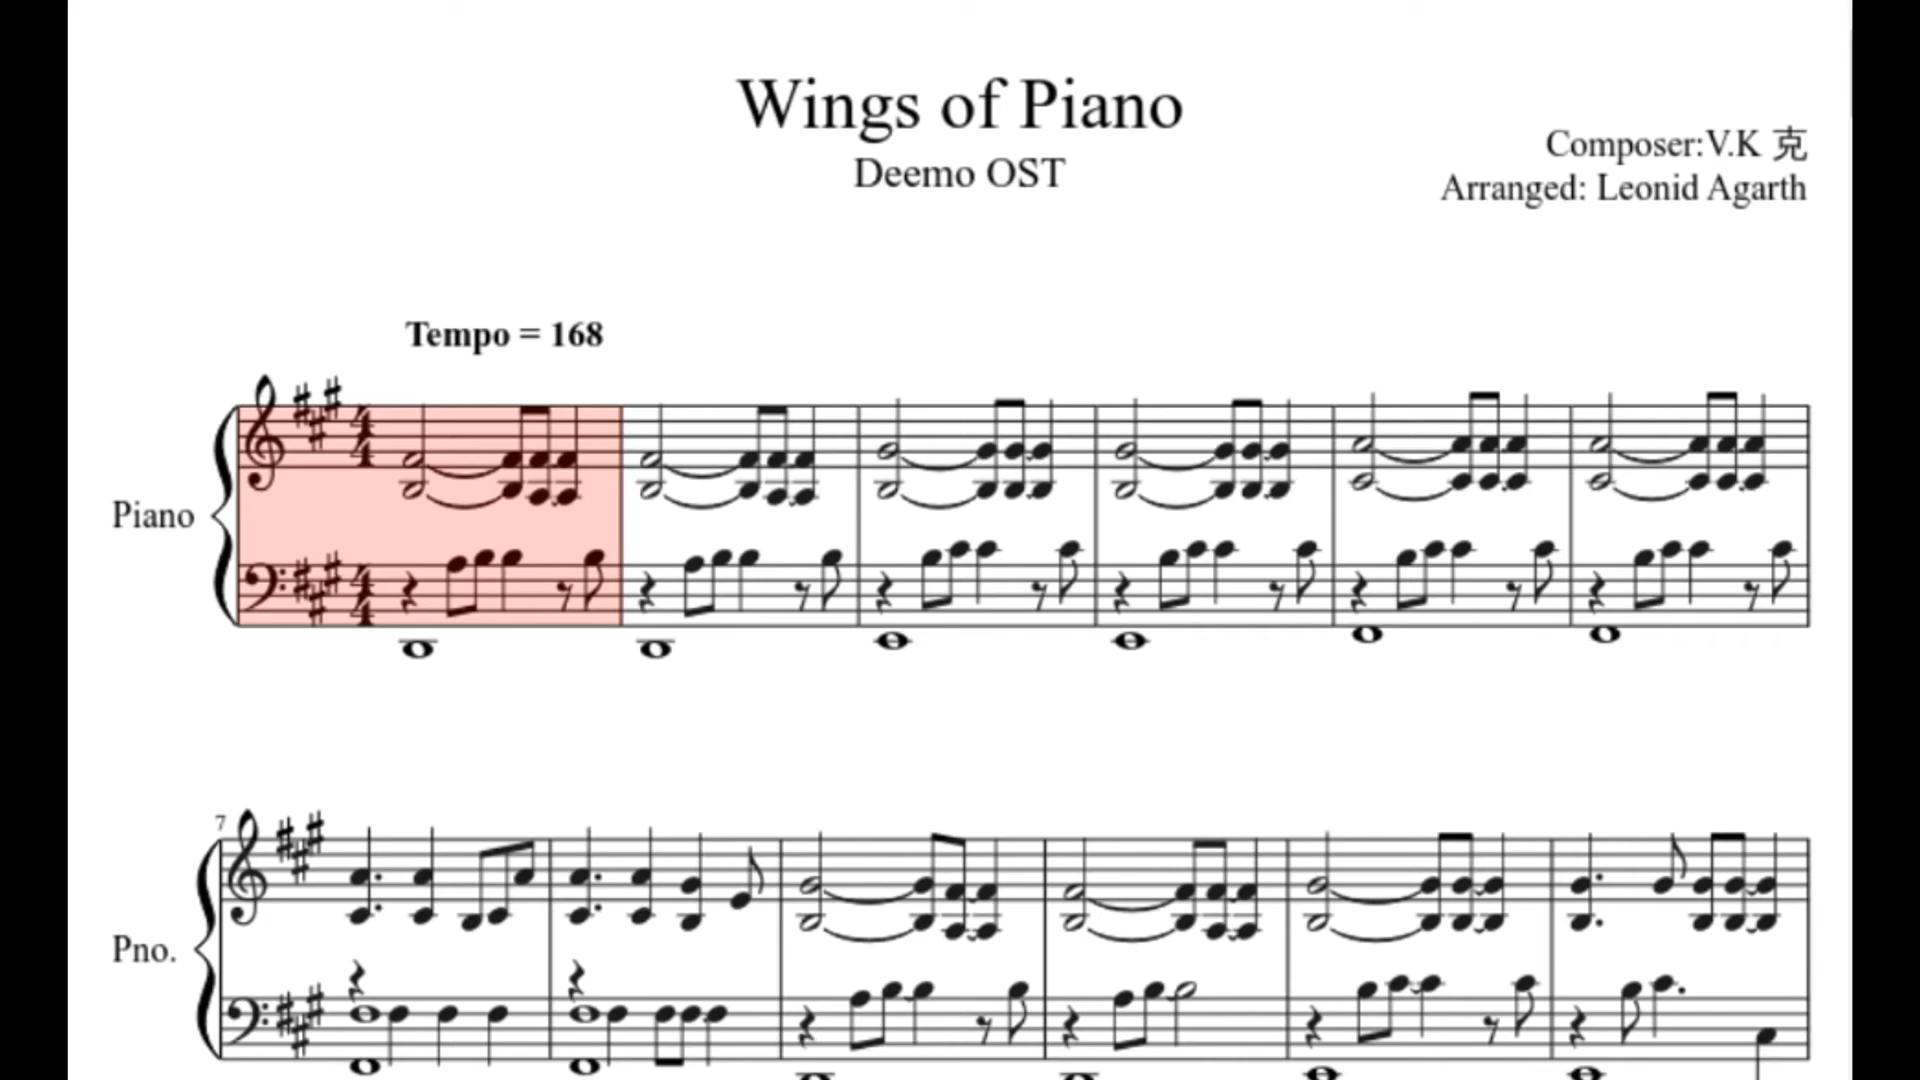 Wings of Piano
Deemo OST
Composer:V.K 克
Arranged: Leonid Agarth
Tempo = 168
Piano
7
Pno.